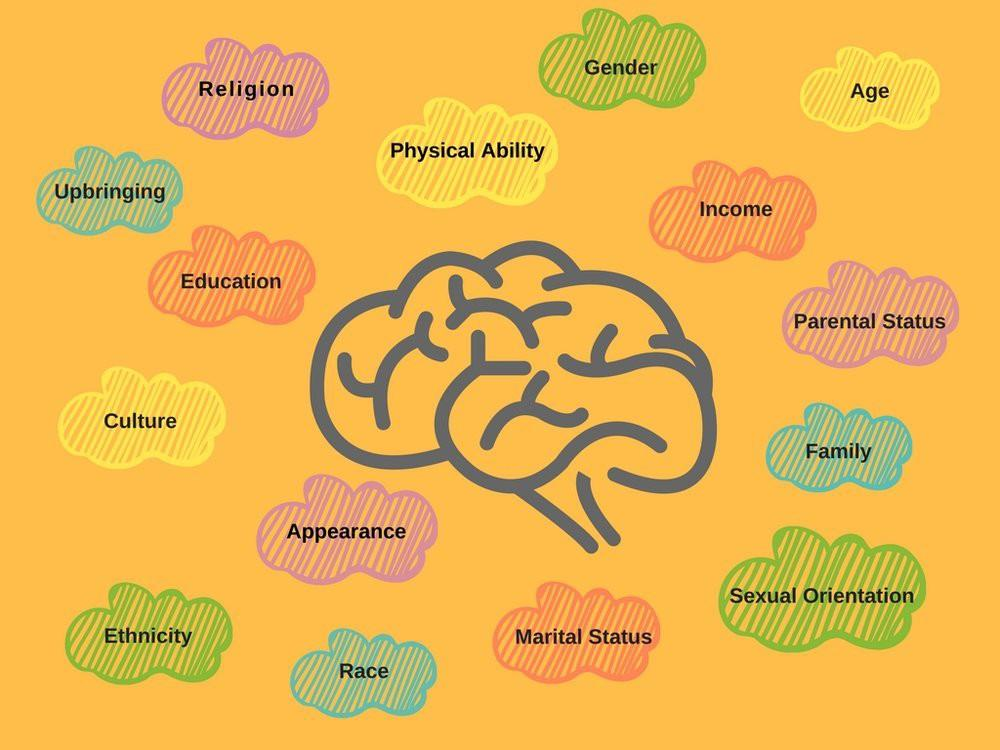 Gender
Religion
Age
Physical Ability
Upbringing
Income
Education
Parental Status
Culture
Family
Appearance
Sexual Orientation
Ethnicity
Marital Status
Race